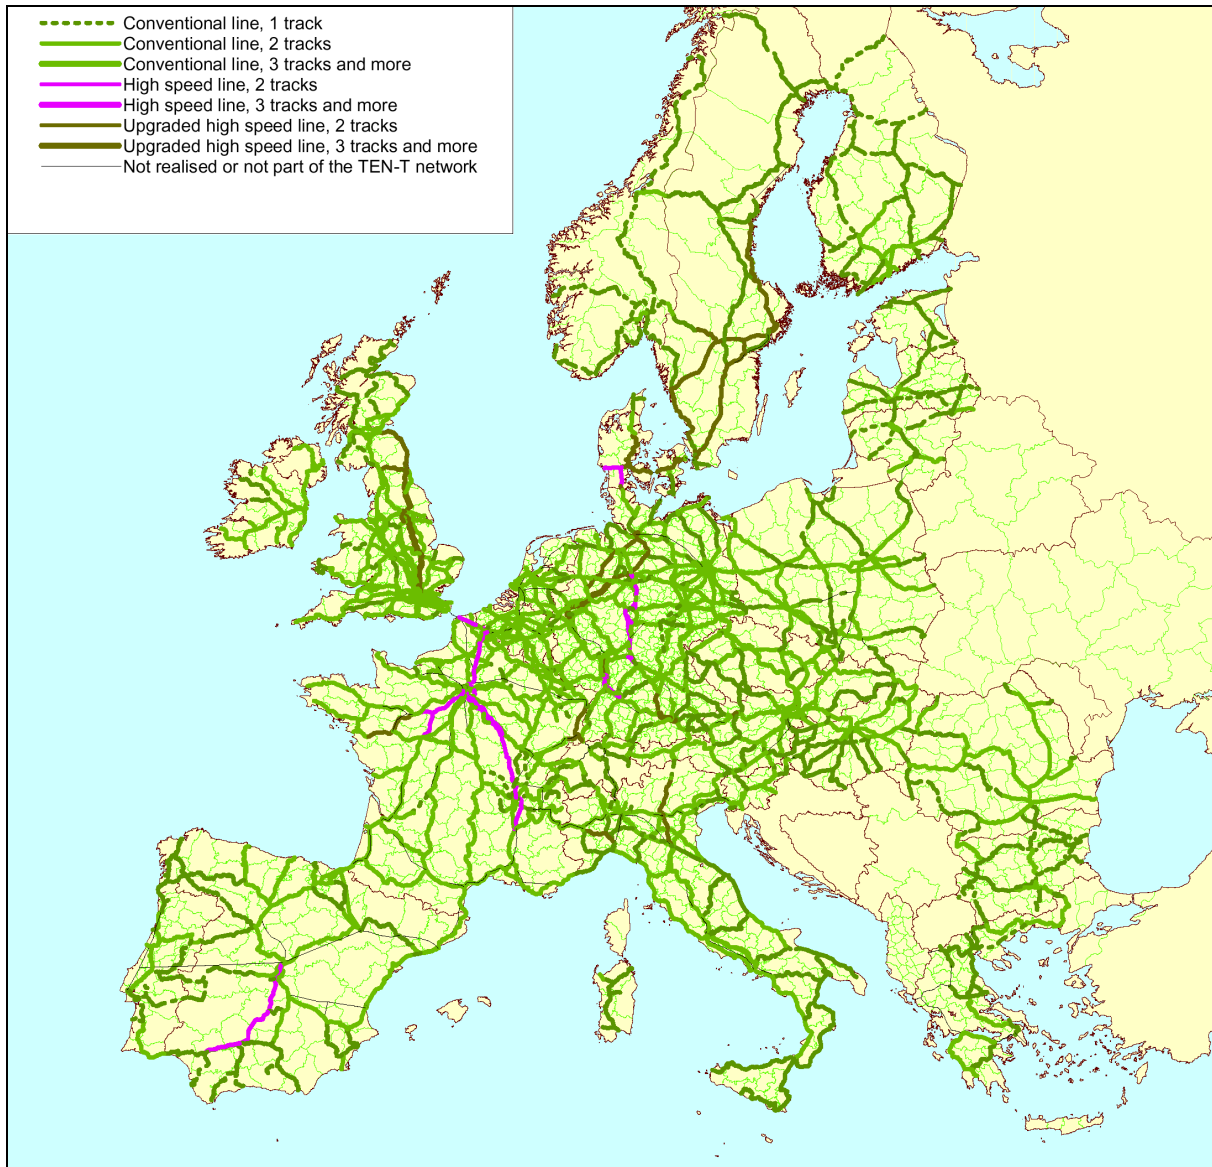 Conventional line, 1 track
Conventional line, 2 tracks
Conventional line, 3 tracks and more
High speed line, 2 tracks
High speed line, 3 tracks and more
Upgraded high speed line, 2 tracks
Upgraded high speed line, 3 tracks and more
Not realised or not part of the TEN-T network